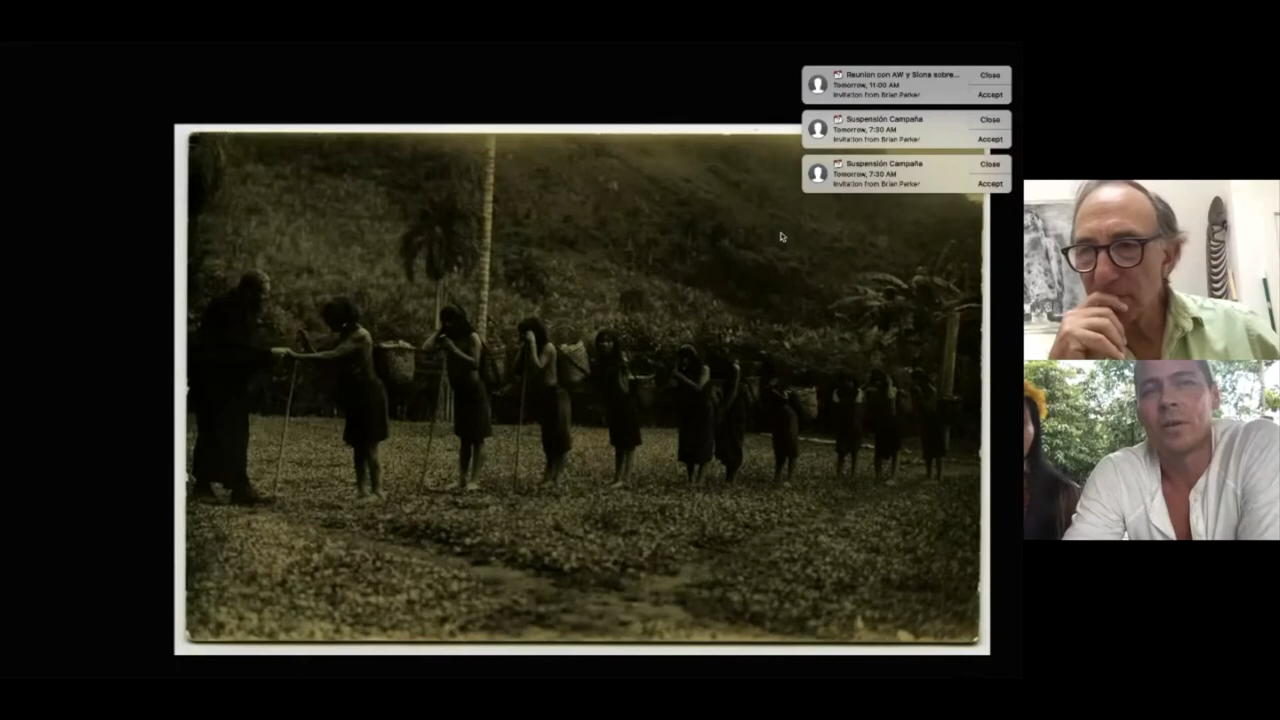 Reunion con AW y Siona sobre...
Close
Tomorrow, 11:00 AM
Invitation from Brian Parker
Accept
Suspensión Campaña
Close
Tomorrow, 7:30 AM
Invitation from Brian Parker
Accept
Suspensión Campaña
Close
Tomorrow, 7:30 AM
Invitation from Brian Parker
Accept